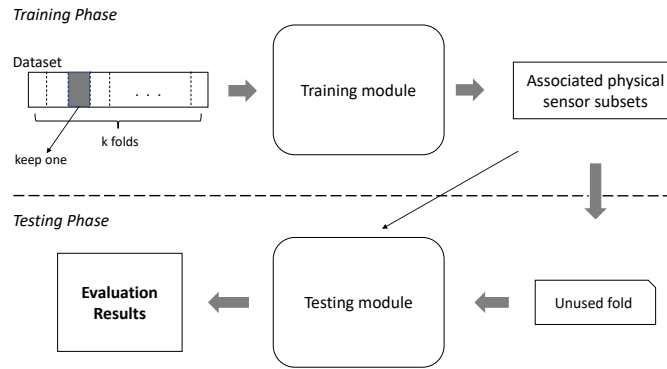 Training Phase
Dataset
. . .
k folds
keep one
Training module
Associated physical
sensor subsets
Testing Phase
Evaluation
Results
Testing module
Unused fold